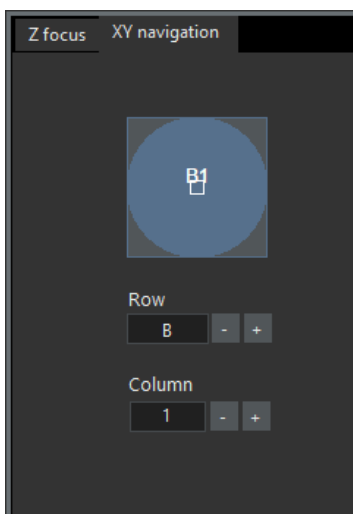 Z focus XY navigation
B1
Row
B - +
Column
1 - +